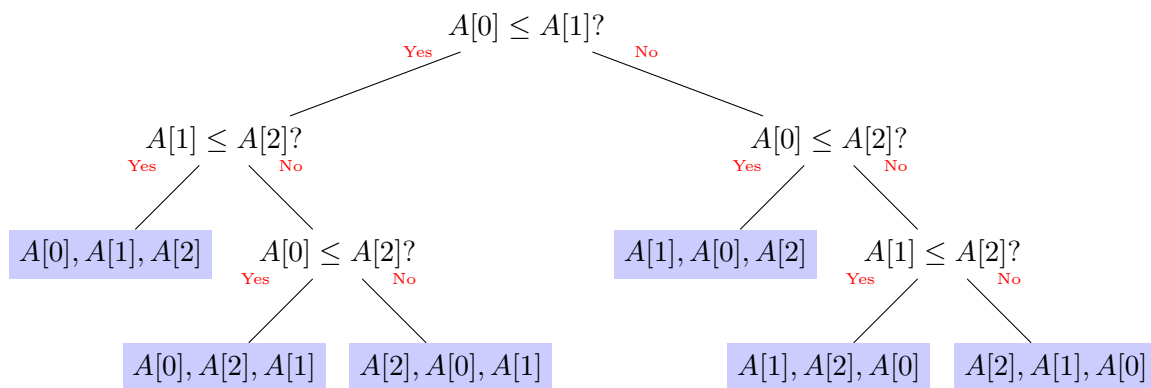 A[0] ≤ A[1]?
Yes
No
A[1] ≤ A[2]?
A[0] ≤ A[2]?
Yes
No
Yes
No
A[0], A[1], A[2]
A[0] ≤ A[2]?
A[1], A[0], A[2]
A[1] ≤ A[2]?
Yes
No
Yes
No
A[0], A[2], A[1]
A[2], A[0], A[1]
A[1], A[2], A[0]
A[2], A[1], A[0]